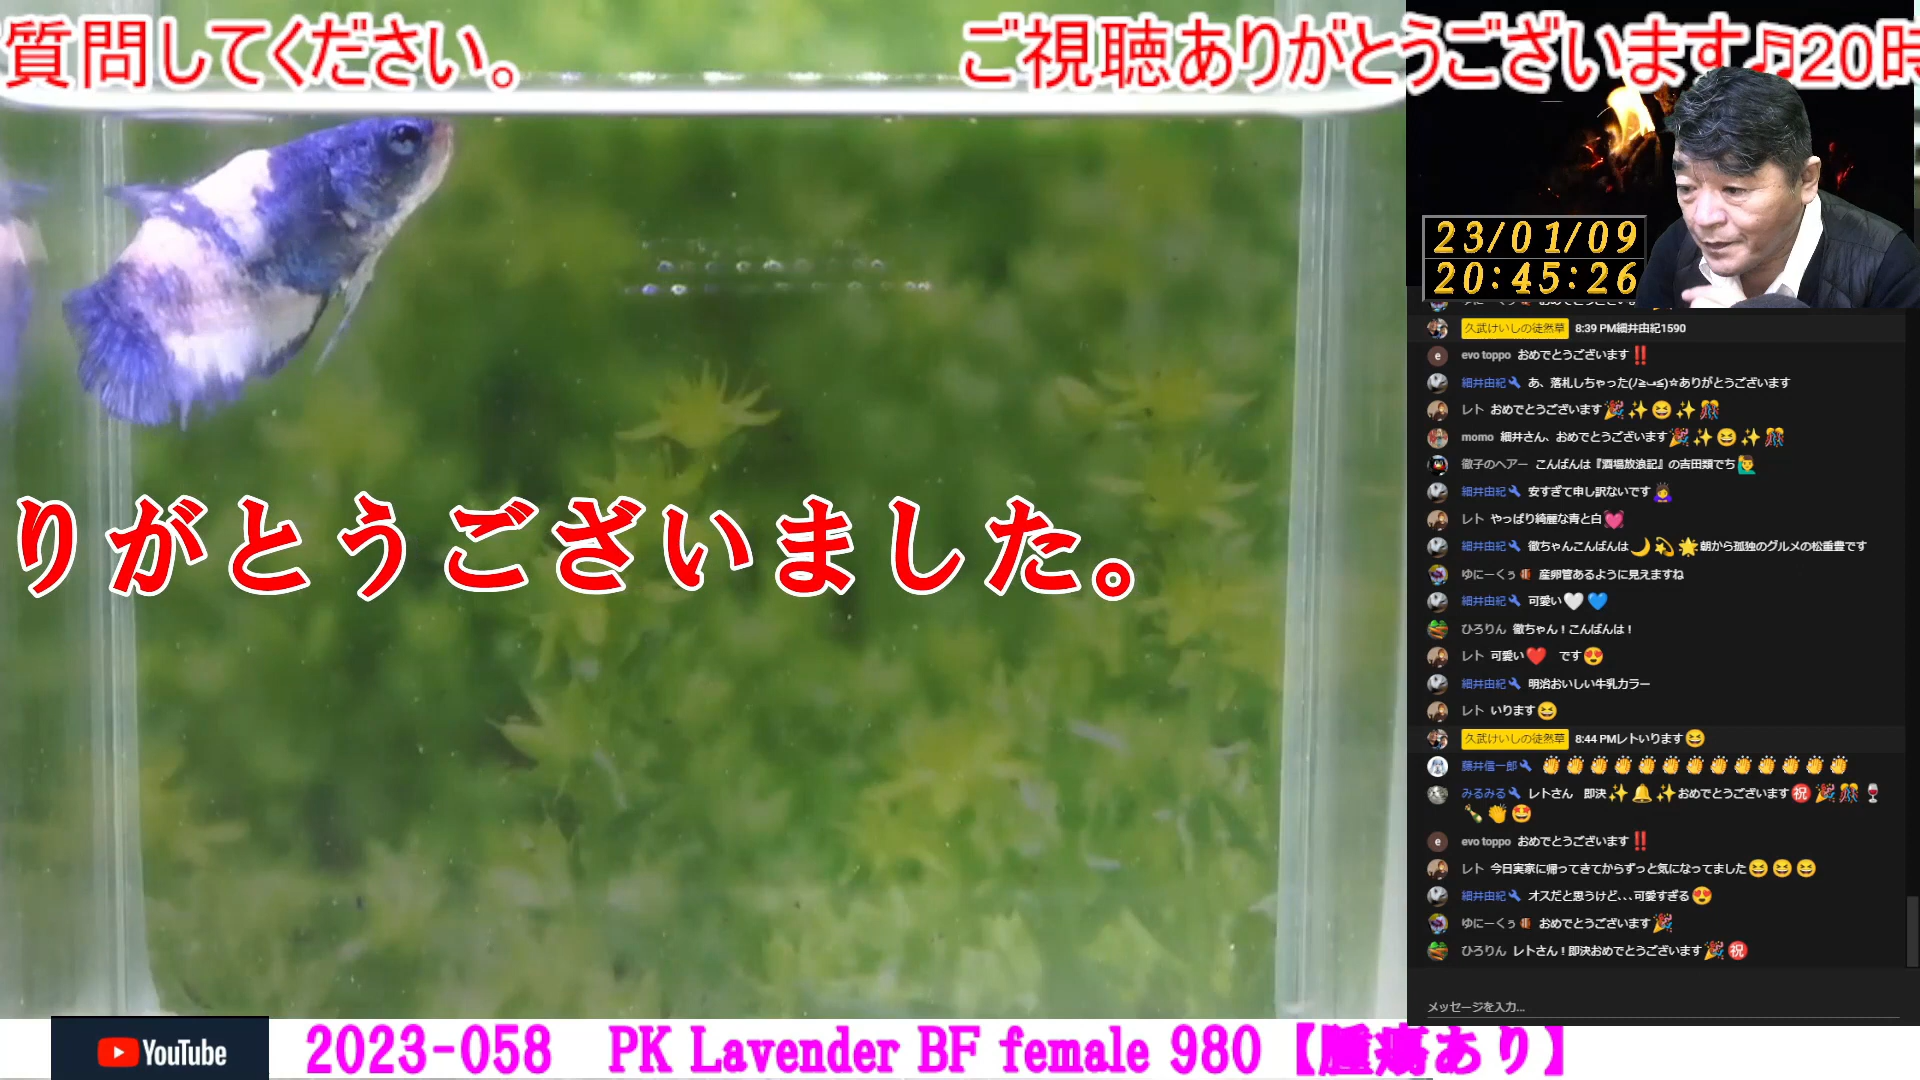 質問してください。 ご視聴ありがとうございます♫20時
23/01/09
20:45:26
久武けいしの徒然草 8:39 PM細井由紀1590
evo toppo おめでとうございます‼️
細井由紀 あ、落札しちゃった(ﾉ≧ڡ≦)☆ありがとうございます
レト おめでとうございます🎉✨😆✨🎊
momo 細井さん、おめでとうございます🎉✨😆✨🎊
徹子のヘアー こんばんは『酒場放浪記』の吉田類でち🙋‍♂️
細井由紀 安すぎて申し訳ないです🙇‍♀️
レト やっぱり綺麗な青と白💓
細井由紀 徹ちゃんこんばんは🌙💫🌟朝から孤独のグルメの松重豊です
りがとうございました。
ゆにーくぅ 産卵管あるように見えますね
細井由紀 可愛い🤍💙
ひろりん 徹ちゃん！こんばんは！
レト 可愛い❤️ です😍
細井由紀 明治おいしい牛乳カラー
レト いります😆
久武けいしの徒然草 8:44 PMレトいります😆
藤井信一郎 👏👏👏👏👏👏👏👏👏👏👏👏👏
みるみる レトさん 即決✨🔔✨おめでとうございます㊗️🎉🎊🍷
🍾👏🤩
evo toppo おめでとうございます‼️
レト 今日実家に帰ってきてからずっと気になってました😆😆😆
細井由紀 オスだと思うけど､､､可愛すぎる😍
ゆにーくぅ おめでとうございます🎉
ひろりん レトさん！即決おめでとうございます🎉㊗️
メッセージを入力...
YouTube
2023-058 PK Lavender BF female 980【腫瘍あり】